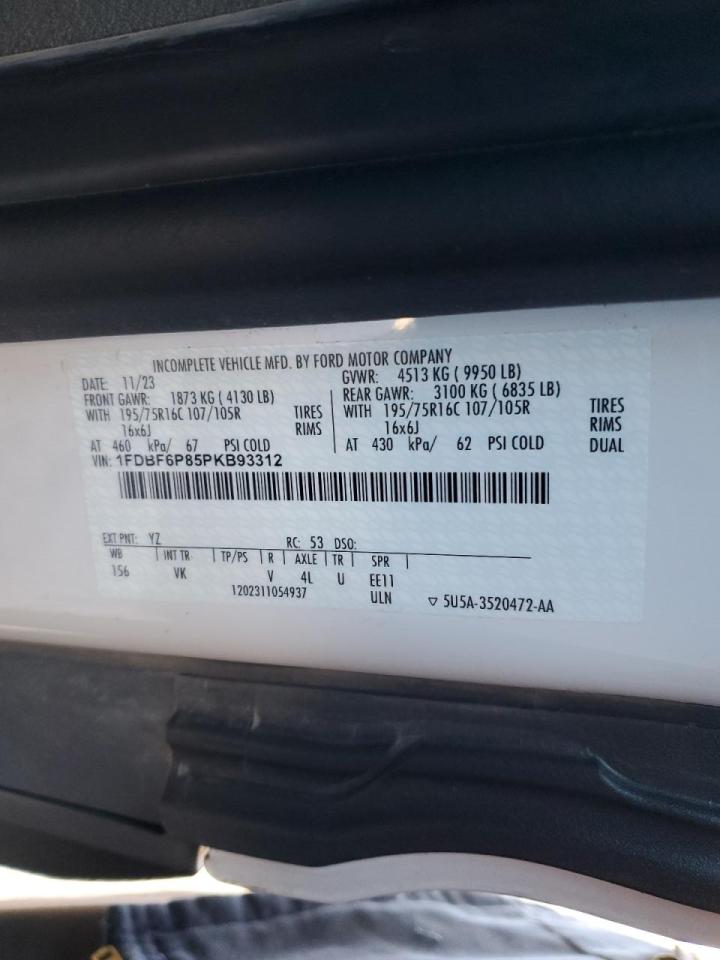 INCOMPLETE VEHICLE MFD. BY FORD MOTOR COMPANY
DATE: 11/23 GVWR: 4513 KG ( 9950 LB)
FRONT GAWR: 1873 KG ( 4130 LB) REAR GAWR: 3100 KG ( 6835 LB)
WITH 195/75R16C 107/105R TIRES WITH 195/75R16C 107/105R TIRES
16x6J RIMS 16x6J RIMS
AT 460 kPa/ 67 PSI COLD AT 430 kPa/ 62 PSI COLD DUAL
VIN: 1FDBF6P85PKB93312
EXT PNT: YZ RC: 53 DSO:
WB INT TR TP/PS R AXLE TR SPR
156 VK V 4L U EE11
1202311054937 ULN ▽ 5U5A-3520472-AA